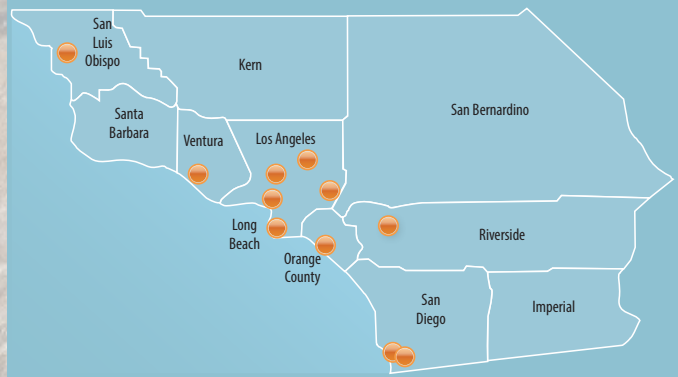 San
Luis
Obispo
Kern
San Bernardino
Santa
Barbara
Ventura
Los Angeles
Long
Beach
Orange
County
Riverside
San
Diego
Imperial